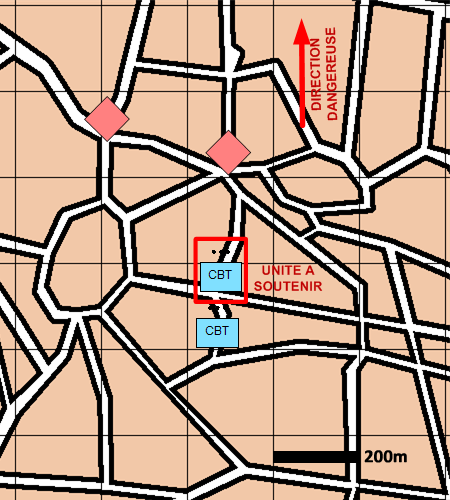 DIRECTION
DANGEREUSE
CBT
UNITE A
SOUTENIR
CBT
200m